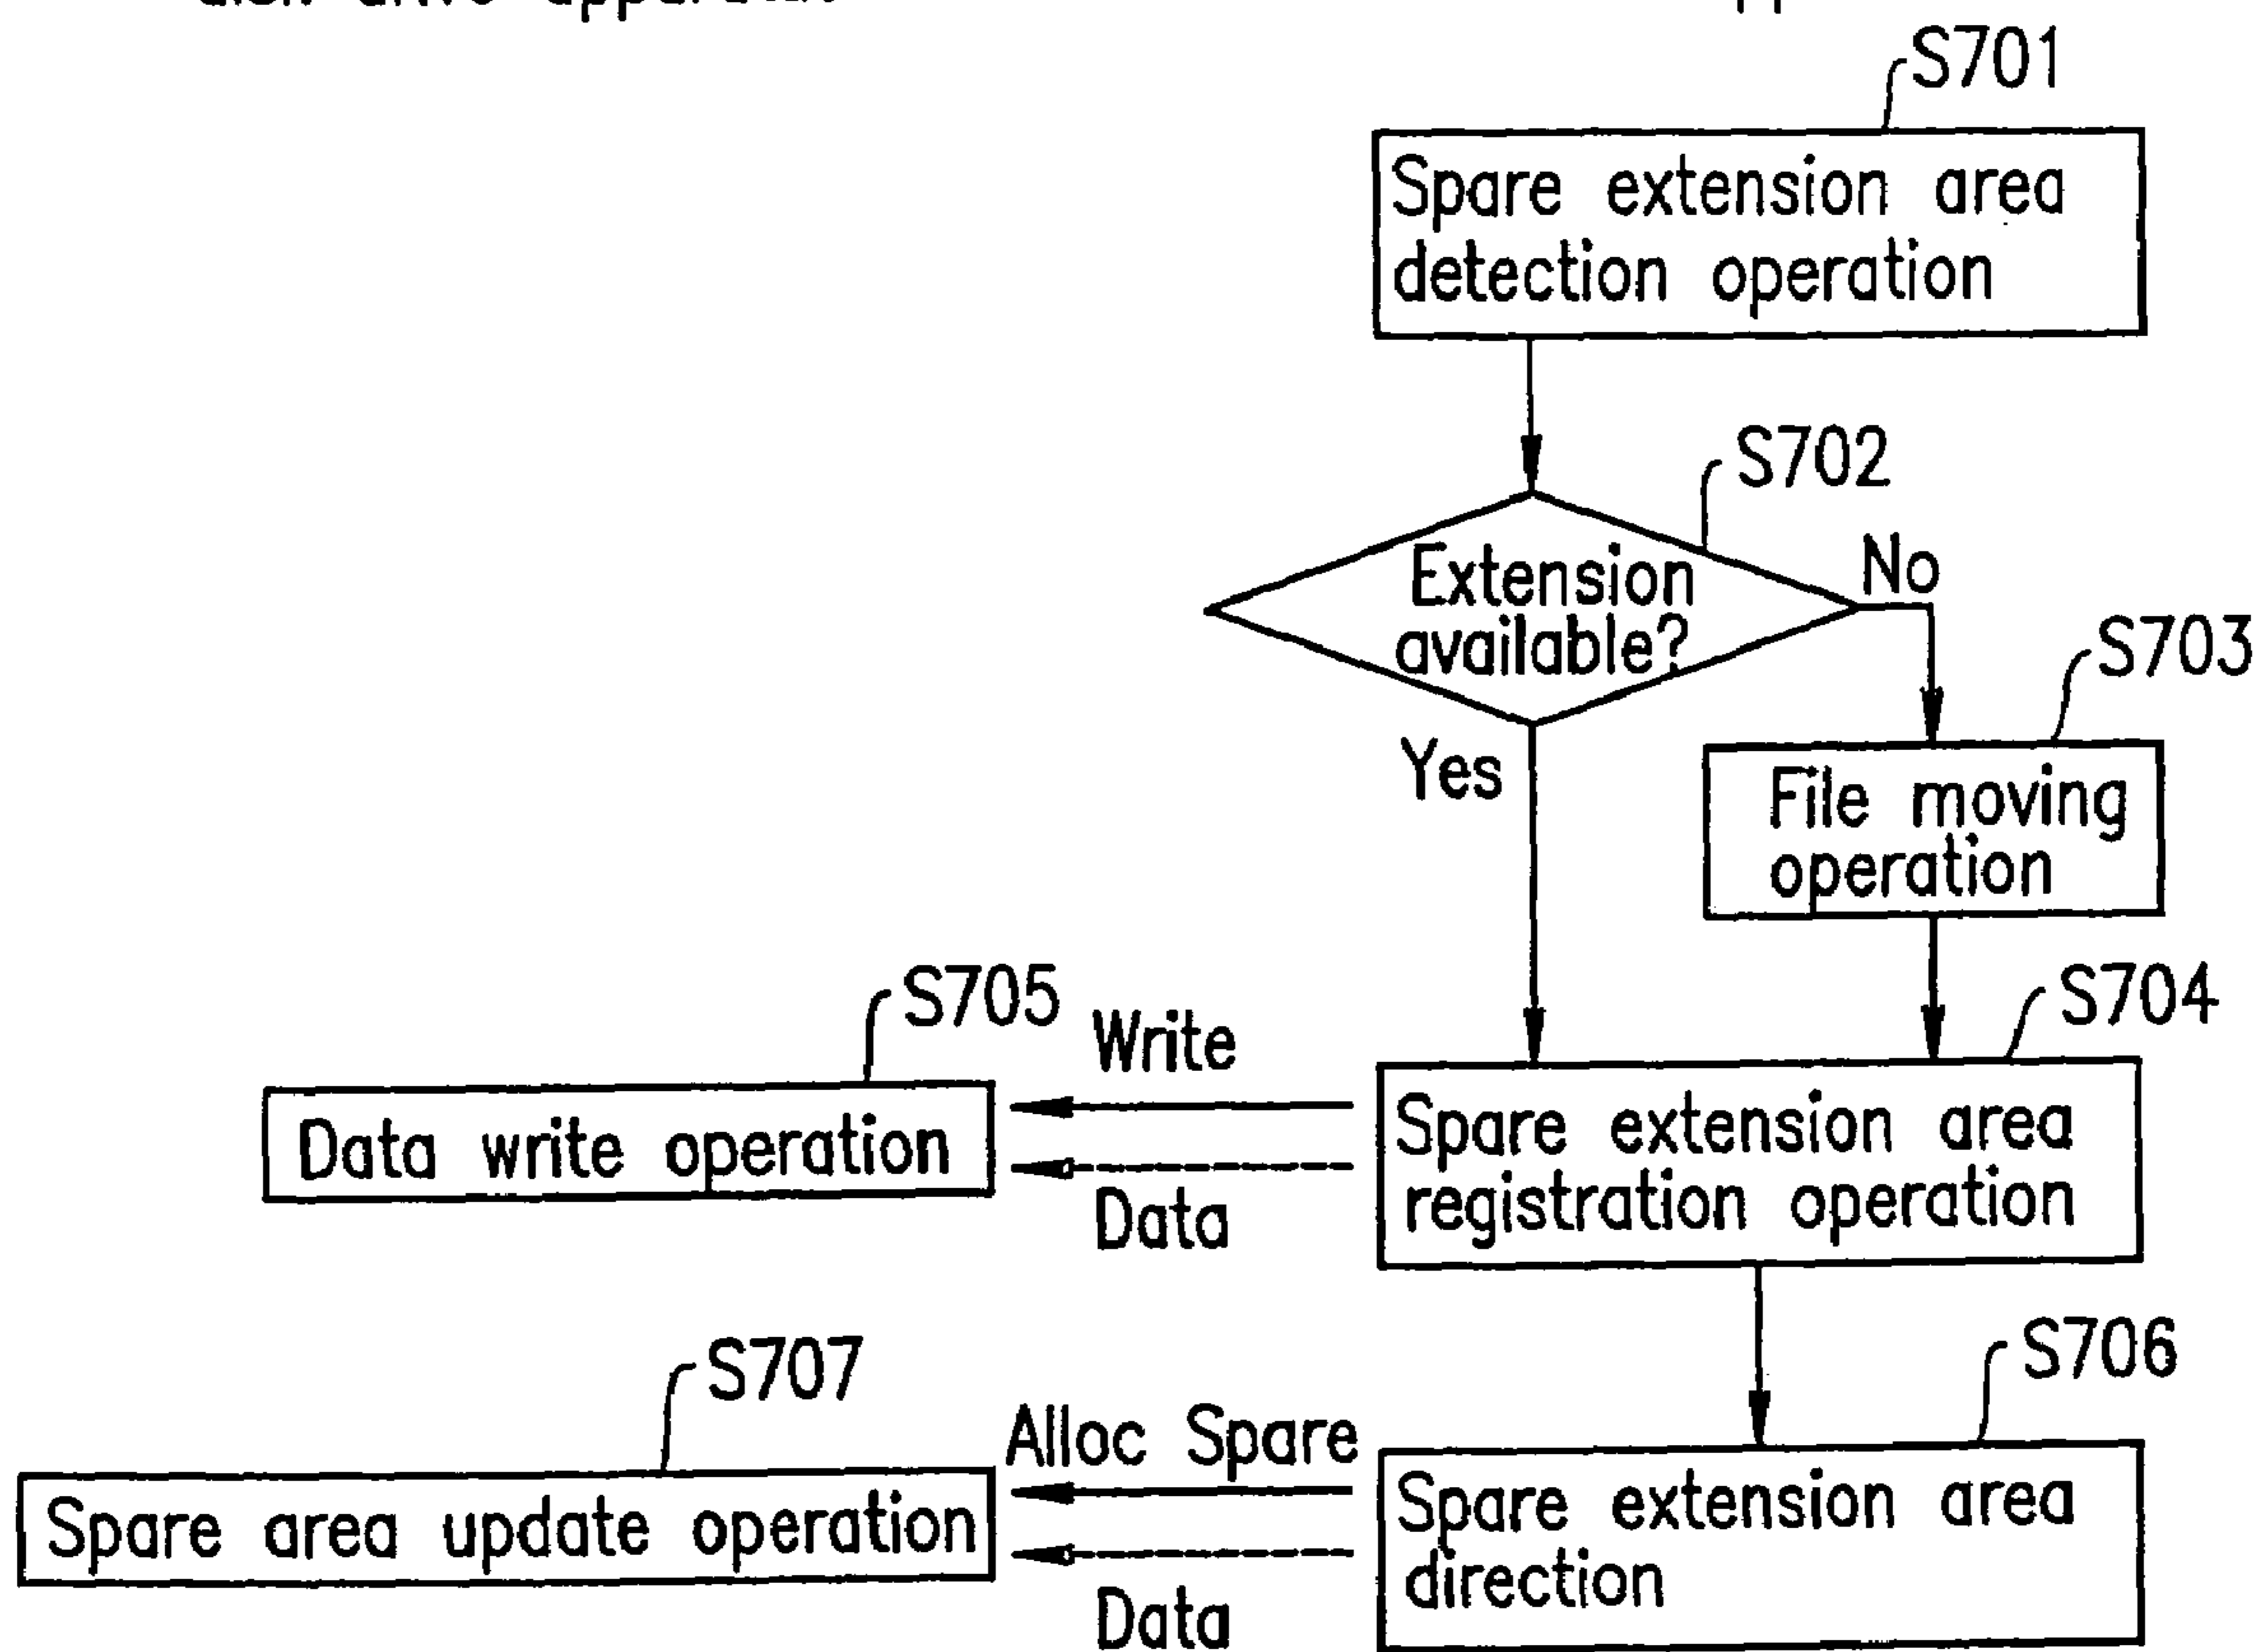 S701
Spare extension area
detection operation
S702
Extension
available?
No
Yes
S703
File moving
operation
S704
Spare extension area
registration operation
S705
Write
Data write operation
Data
S706
Spare extension area
direction
S707
Alloc Spare
Spare area update operation
Data